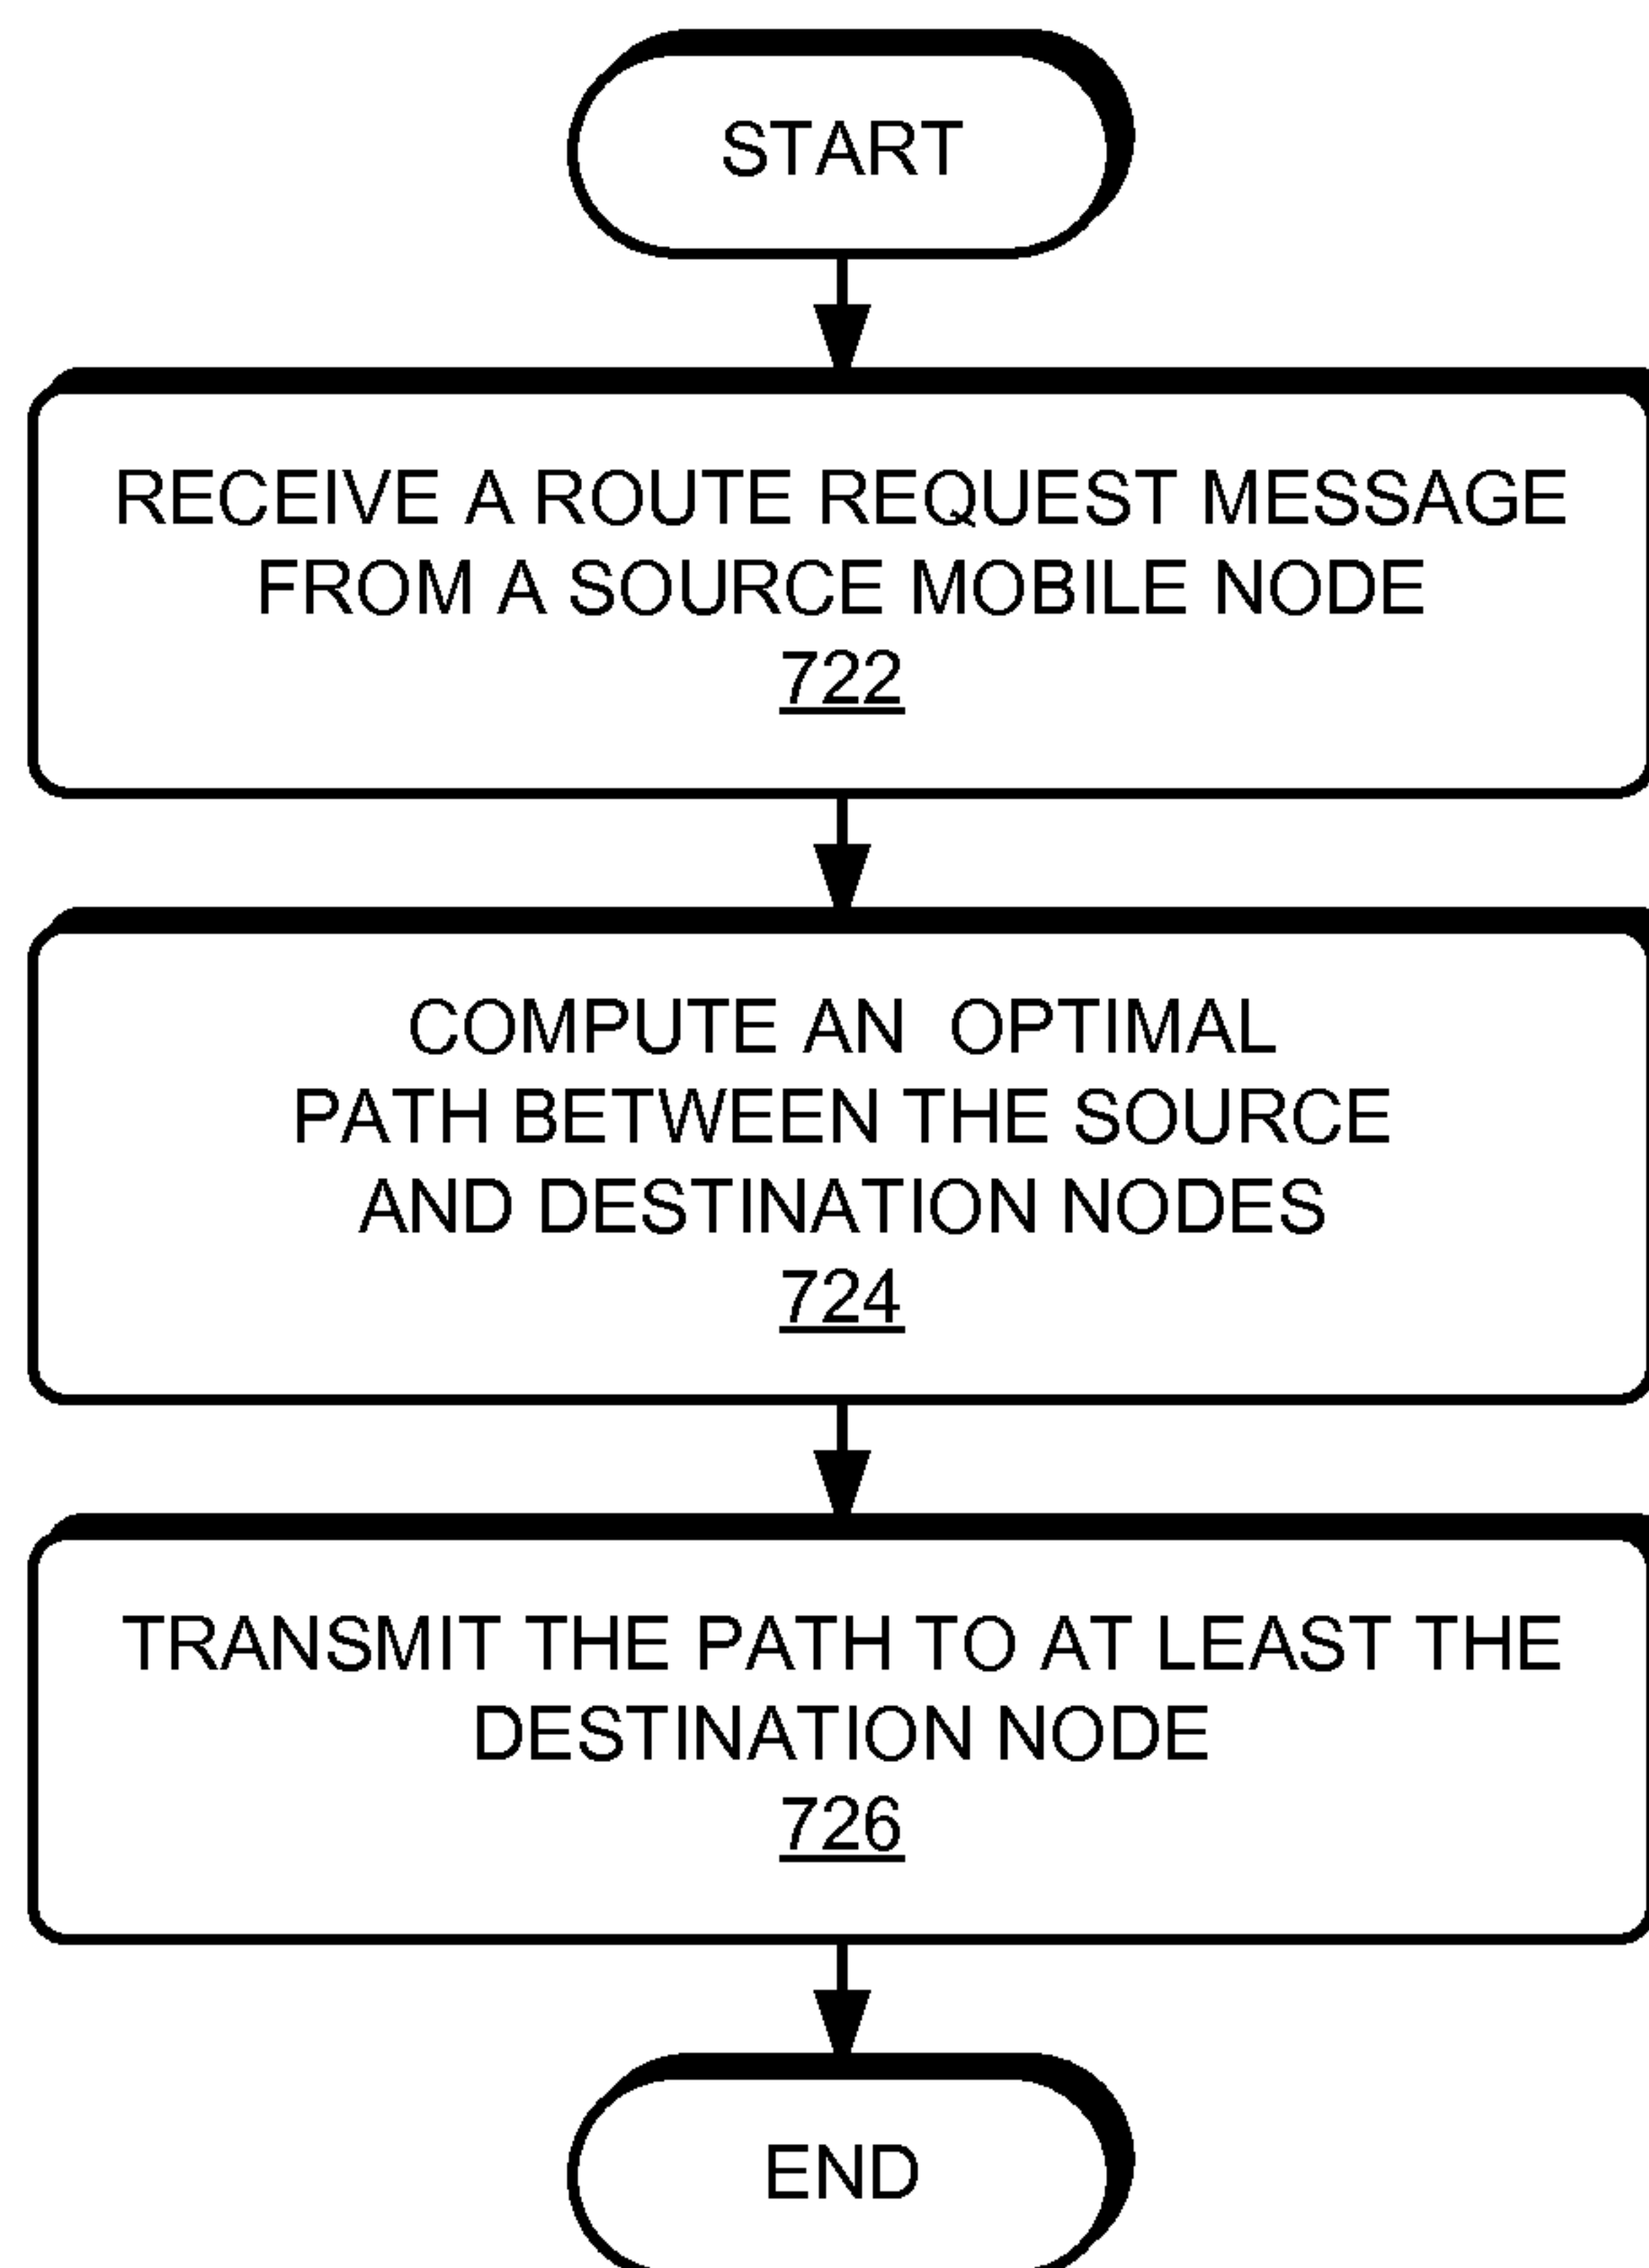 START
RECEIVE A ROUTE REQUEST MESSAGE
FROM A SOURCE MOBILE NODE
722
COMPUTE AN OPTIMAL
PATH BETWEEN THE SOURCE
AND DESTINATION NODES
724
TRANSMIT THE PATH TO AT LEAST THE
DESTINATION NODE
726
END